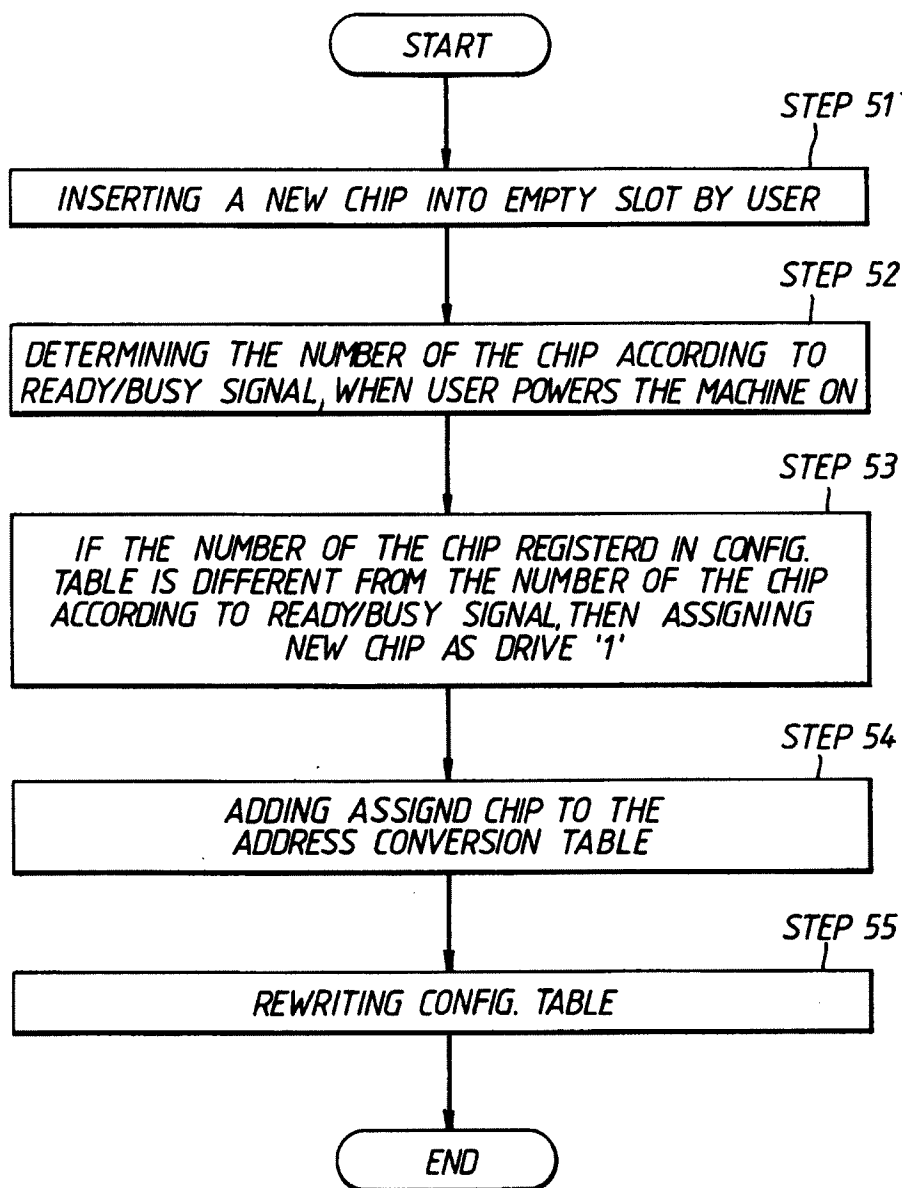 START
STEP 51
INSERTING A NEW CHIP INTO EMPTY SLOT BY USER
STEP 52
DETERMINING THE NUMBER OF THE CHIP ACCORDING TO
READY/BUSY SIGNAL, WHEN USER POWERS THE MACHINE ON
STEP 53
IF THE NUMBER OF THE CHIP REGISTERD IN CONFIG.
TABLE IS DIFFERENT FROM THE NUMBER OF THE CHIP
ACCORDING TO READY/BUSY SIGNAL, THEN ASSIGNING
NEW CHIP AS DRIVE '1'
STEP 54
ADDING ASSIGND CHIP TO THE
ADDRESS CONVERSION TABLE
STEP 55
REWRITING CONFIG. TABLE
END